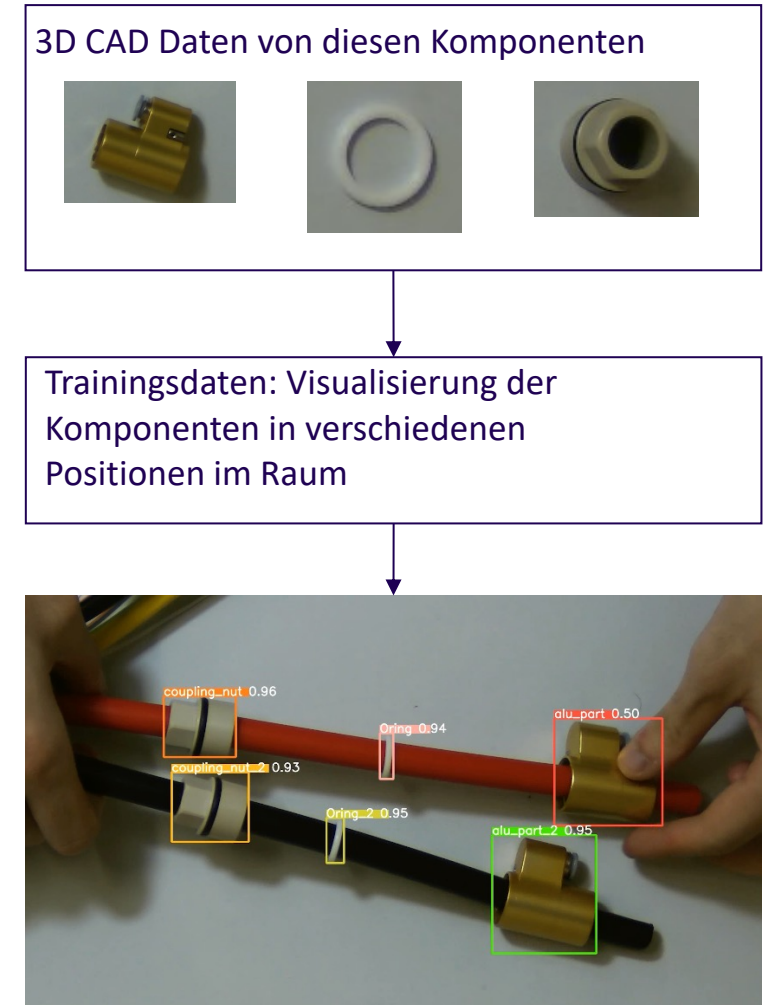 3D CAD Daten von diesen Komponenten
Trainingsdaten: Visualisierung der
Komponenten in verschiedenen
Positionen im Raum
coupling_nut 0.96
Oring 0.94
alu_part 0.50
coupling_nut_2 0.93
Oring_2 0.95
alu_part_2 0.95